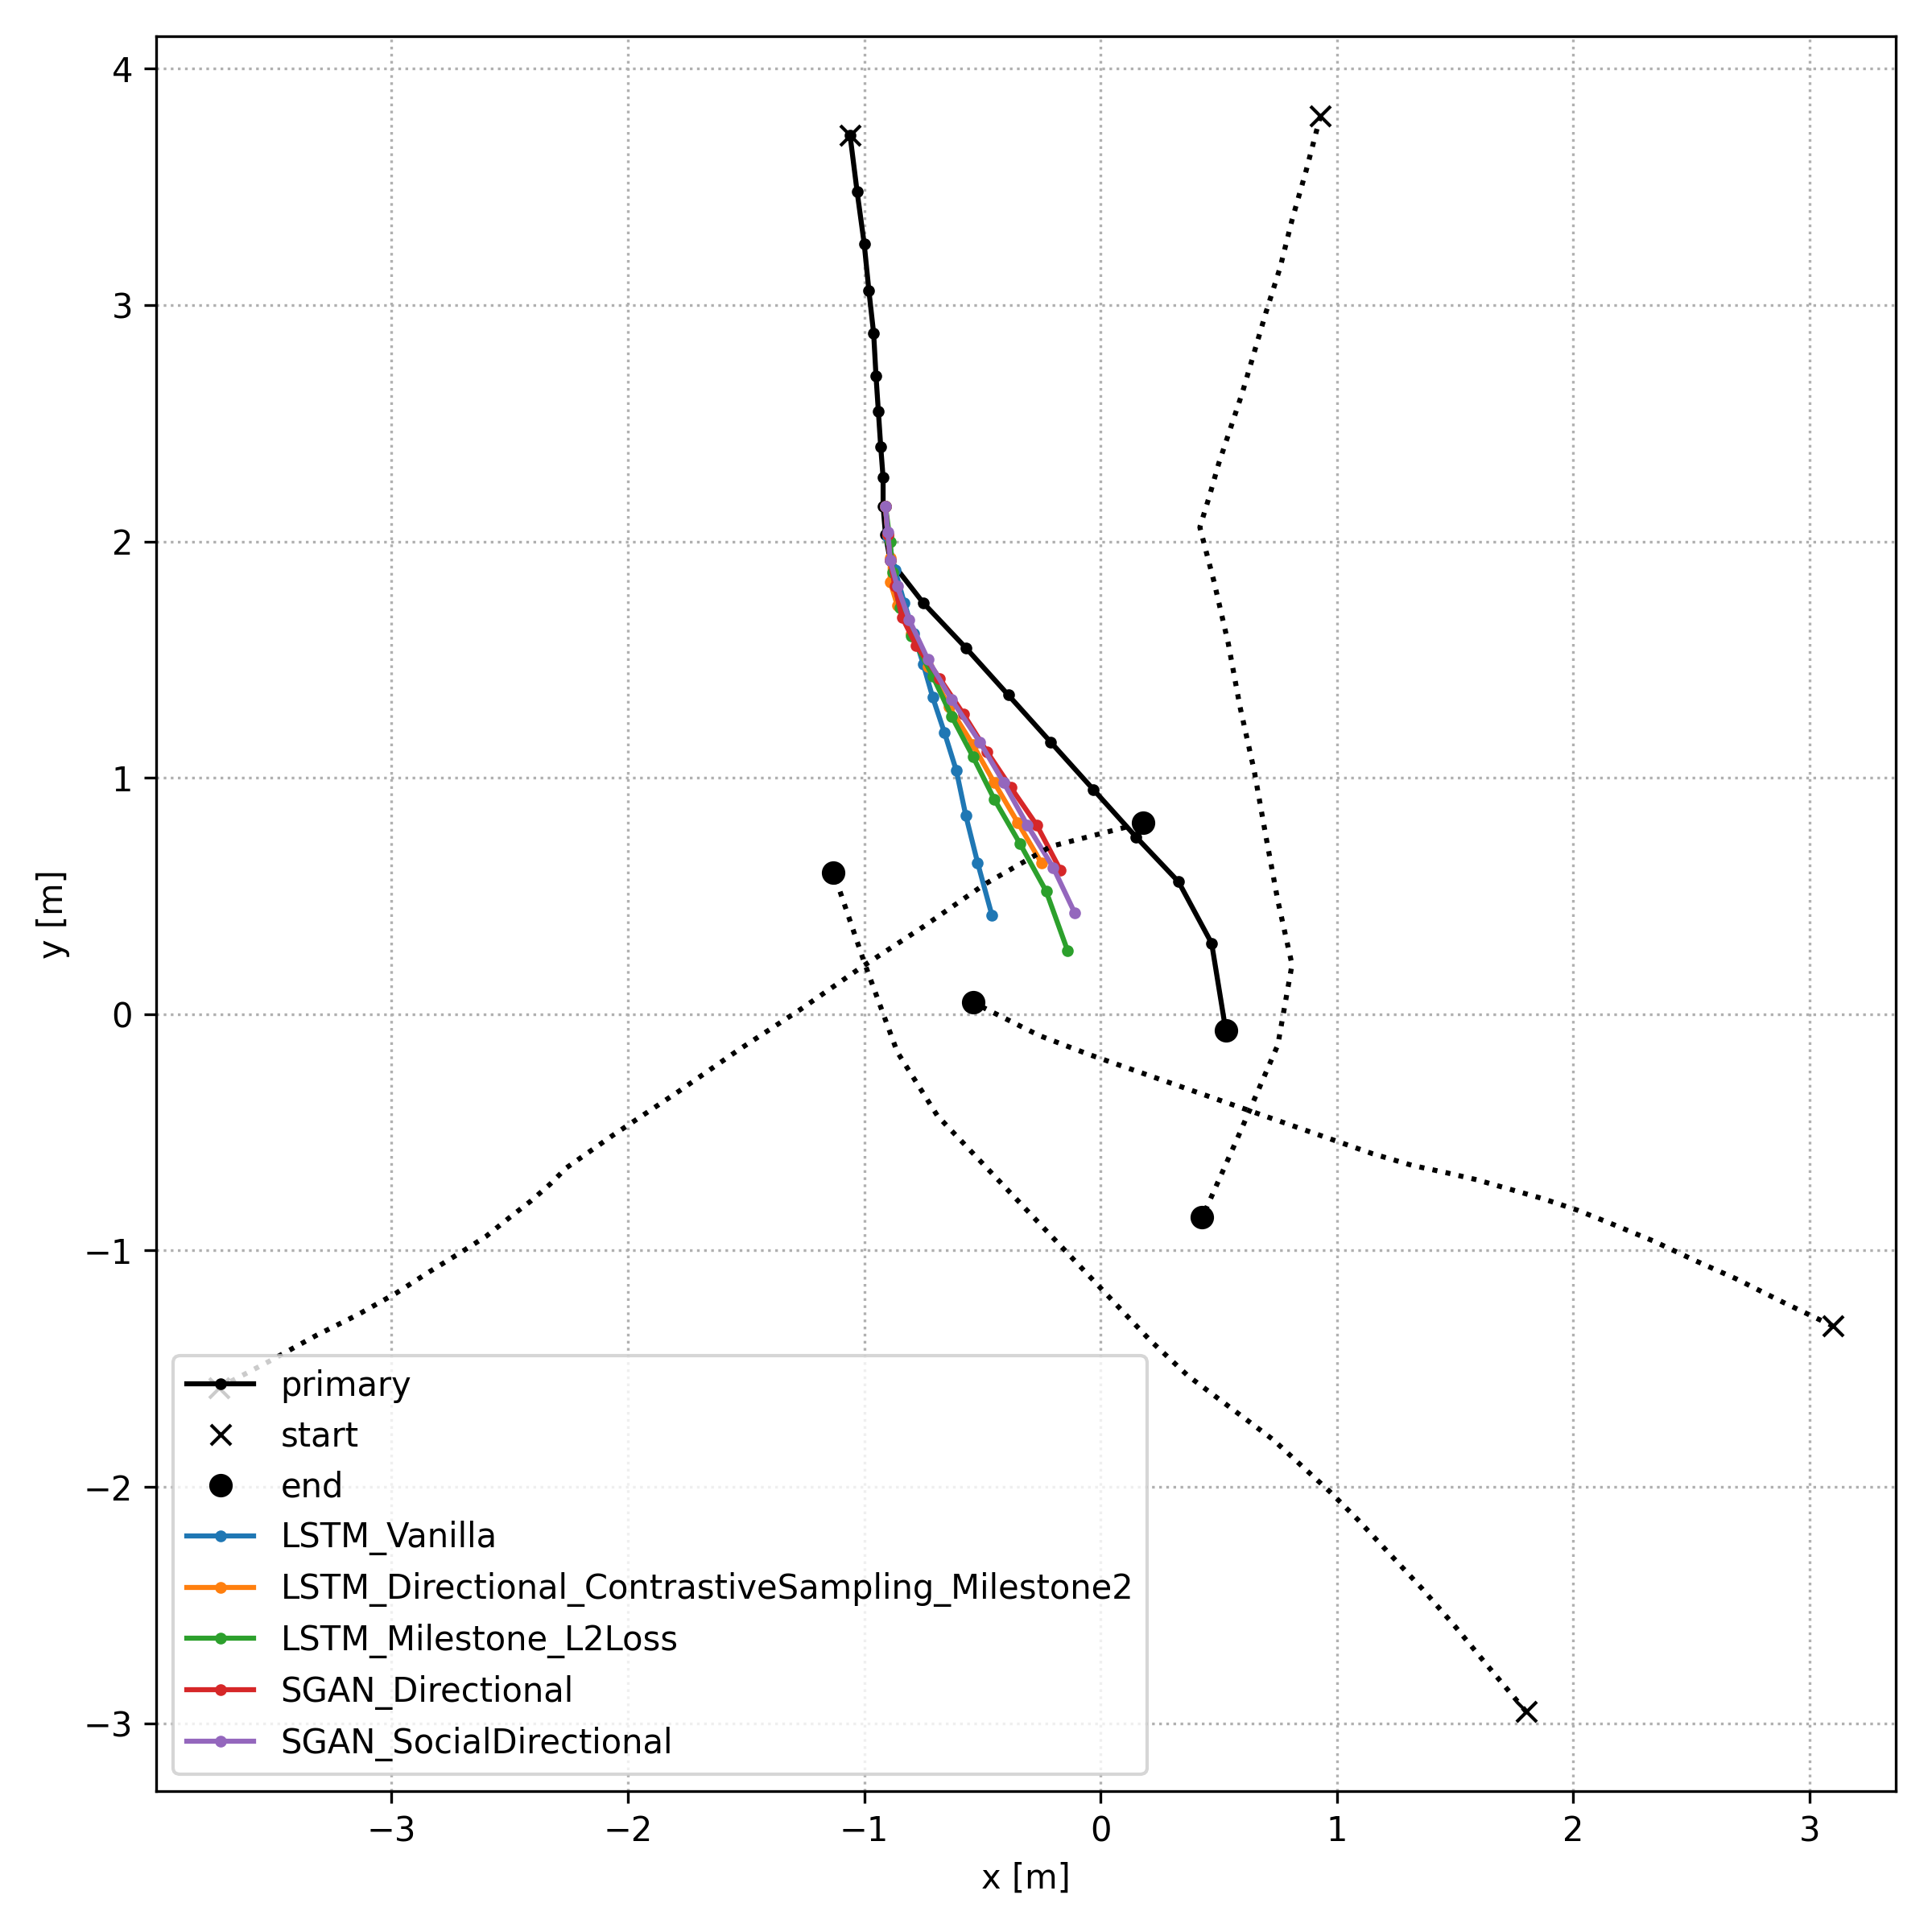 4
3
2
1
0
−1
−2
−3
y [m]
primary
start
end
LSTM_Vanilla
LSTM_Directional_ContrastiveSampling_Milestone2
LSTM_Milestone_L2Loss
SGAN_Directional
SGAN_SocialDirectional
−3 −2 −1 0 1 2 3
x [m]